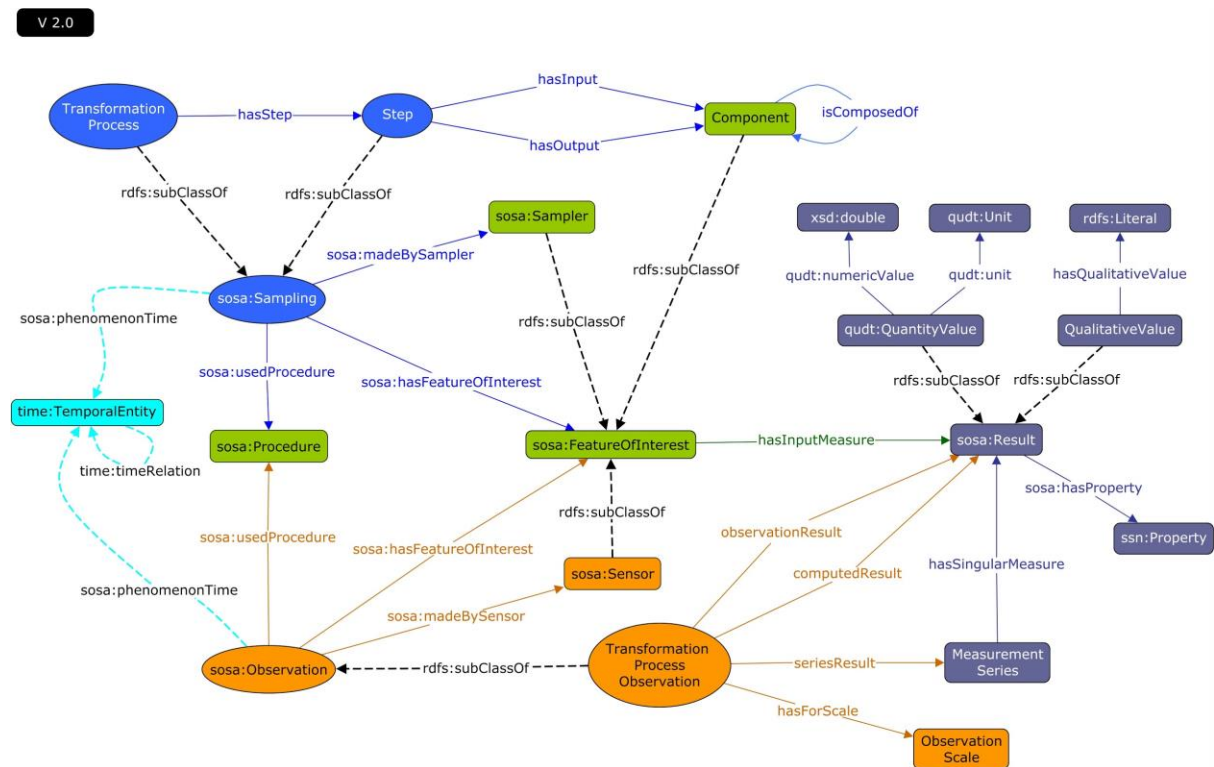 V 2.0
Transformation
Process
hasStep
Step
hasInput
hasOutput
Component
isComposedOf
rdfs:subClassOf
rdfs:subClassOf
sosa:Sampler
xsd:double
qudt:Unit
rdfs:Literal
sosa:madeBySampler
rdfs:subClassOf
qudt:numericValue
qudt:unit
hasQualitativeValue
sosa:Sampling
sosa:phenomenonTime
rdfs:subClassOf
qudt:QuantityValue
QualitativeValue
sosa:usedProcedure
sosa:hasFeatureOfInterest
rdfs:subClassOf
rdfs:subClassOf
time:TemporalEntity
sosa:Procedure
sosa:FeatureOfInterest
hasInputMeasure
sosa:Result
time:timeRelation
sosa:hasProperty
rdfs:subClassOf
observationResult
ssn:Property
sosa:usedProcedure
sosa:hasFeatureOfInterest
sosa:Sensor
computedResult
hasSingularMeasure
sosa:phenomenonTime
sosa:madeBySensor
sosa:Observation
rdfs:subClassOf
Transformation
Process
Observation
seriesResult
Measurement
Series
hasForScale
Observation
Scale